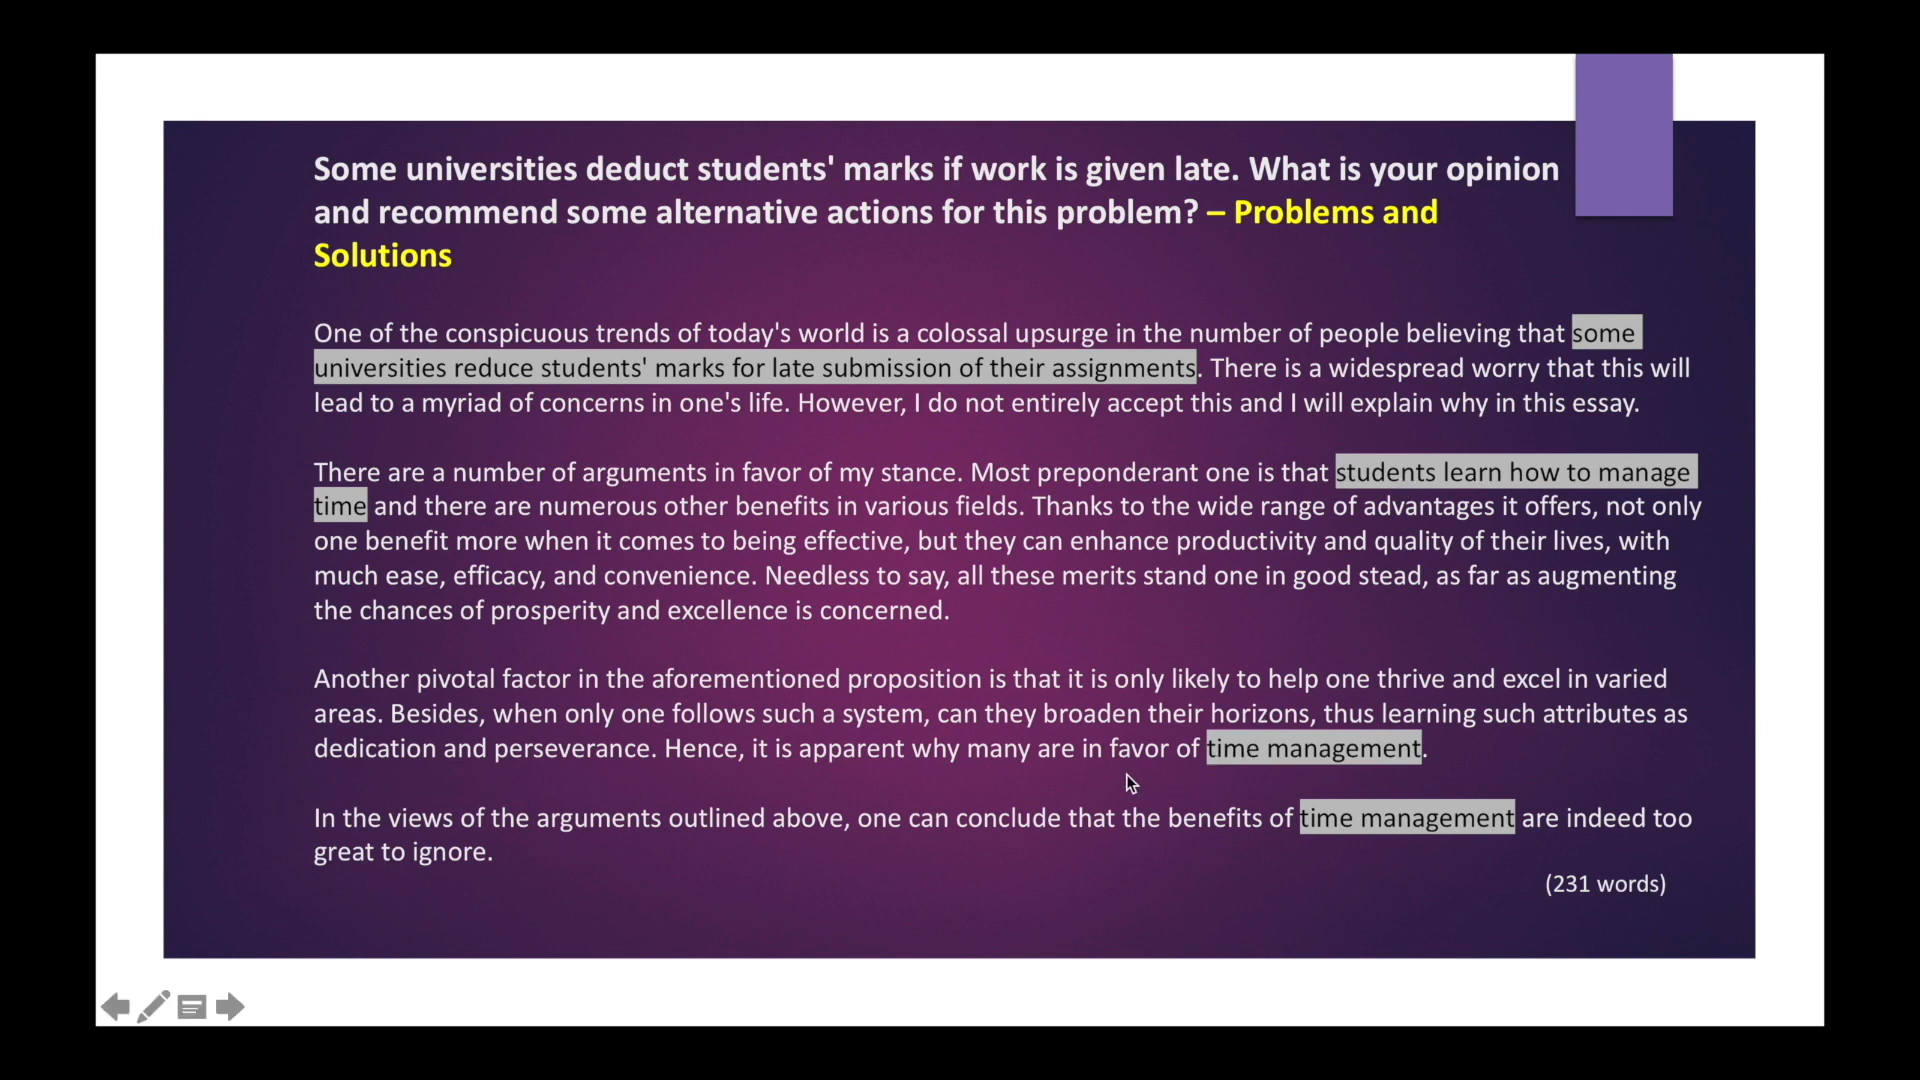 Some universities deduct students' marks if work is given late. What is your opinion
and recommend some alternative actions for this problem? – Problems and
Solutions
One of the conspicuous trends of today's world is a colossal upsurge in the number of people believing that some
universities reduce students' marks for late submission of their assignments. There is a widespread worry that this will
lead to a myriad of concerns in one's life. However, I do not entirely accept this and I will explain why in this essay.
There are a number of arguments in favor of my stance. Most preponderant one is that students learn how to manage
time and there are numerous other benefits in various fields. Thanks to the wide range of advantages it offers, not only
one benefit more when it comes to being effective, but they can enhance productivity and quality of their lives, with
much ease, efficacy, and convenience. Needless to say, all these merits stand one in good stead, as far as augmenting
the chances of prosperity and excellence is concerned.
Another pivotal factor in the aforementioned proposition is that it is only likely to help one thrive and excel in varied
areas. Besides, when only one follows such a system, can they broaden their horizons, thus learning such attributes as
dedication and perseverance. Hence, it is apparent why many are in favor of time management.
In the views of the arguments outlined above, one can conclude that the benefits of time management are indeed too
great to ignore.
(231 words)